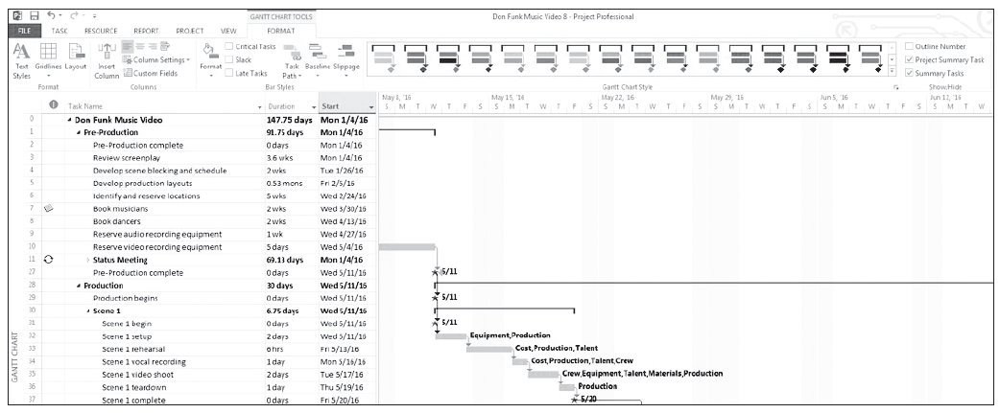 GANTT CHART TOOLS
Don Funk Music Video 8 - Project Professional
FILE TASK RESOURCE REPORT PROJECT VIEW FORMAT
Text Styles Gridlines Layout
Format
Insert Column
Column Settings
Custom Fields
Columns
Format
Critical Tasks
Slack
Late Tasks
Task Path Baseline Slippage
Bar Styles
Gantt Chart Style
Outline Number
Project Summary Task
Summary Tasks
Show/Hide
Task Name Duration Start
May 8, '16 May 15, '16 May 22, '16 May 29, '16 Jun 5, '16 Jun 12, '16
S M T W T F S S M T W T F S S M T W T F S S M T W T F S S M T W T F S S M T W
0 Don Funk Music Video 147.75 days Mon 1/4/16
1 Pre-Production 91.75 days Mon 1/4/16
2 Pre-Production complete 0 days Mon 1/4/16
3 Review screenplay 3.6 wks Mon 1/4/16
4 Develop scene blocking and schedule 2 wks Tue 1/26/16
5 Develop production layouts 0.53 mons Fri 2/5/16
6 Identify and reserve locations 5 wks Wed 2/24/16
7 Book musicians 2 wks Wed 3/30/16
8 Book dancers 2 wks Wed 4/13/16
9 Reserve audio recording equipment 1 wk Wed 4/27/16
10 Reserve video recording equipment 5 days Wed 5/4/16
11 Status Meeting 69.13 days Mon 1/4/16
27 Pre-Production complete 0 days Wed 5/11/16 5/11
28 Production 30 days Wed 5/11/16
29 Production begins 0 days Wed 5/11/16 5/11
30 Scene 1 6.75 days Wed 5/11/16
31 Scene 1 begin 0 days Wed 5/11/16 5/11
32 Scene 1 setup 2 days Wed 5/11/16 Equipment,Production
33 Scene 1 rehearsal 6 hrs Fri 5/13/16 Cost,Production,Talent
34 Scene 1 vocal recording 1 day Mon 5/16/16 Cost,Production,Talent,Crew
35 Scene 1 video shoot 2 days Tue 5/17/16 Crew,Equipment,Talent,Materials,Production
36 Scene 1 teardown 1 day Thu 5/19/16 Production
37 Scene 1 complete 0 days Fri 5/20/16 5/20
GANTT CHART